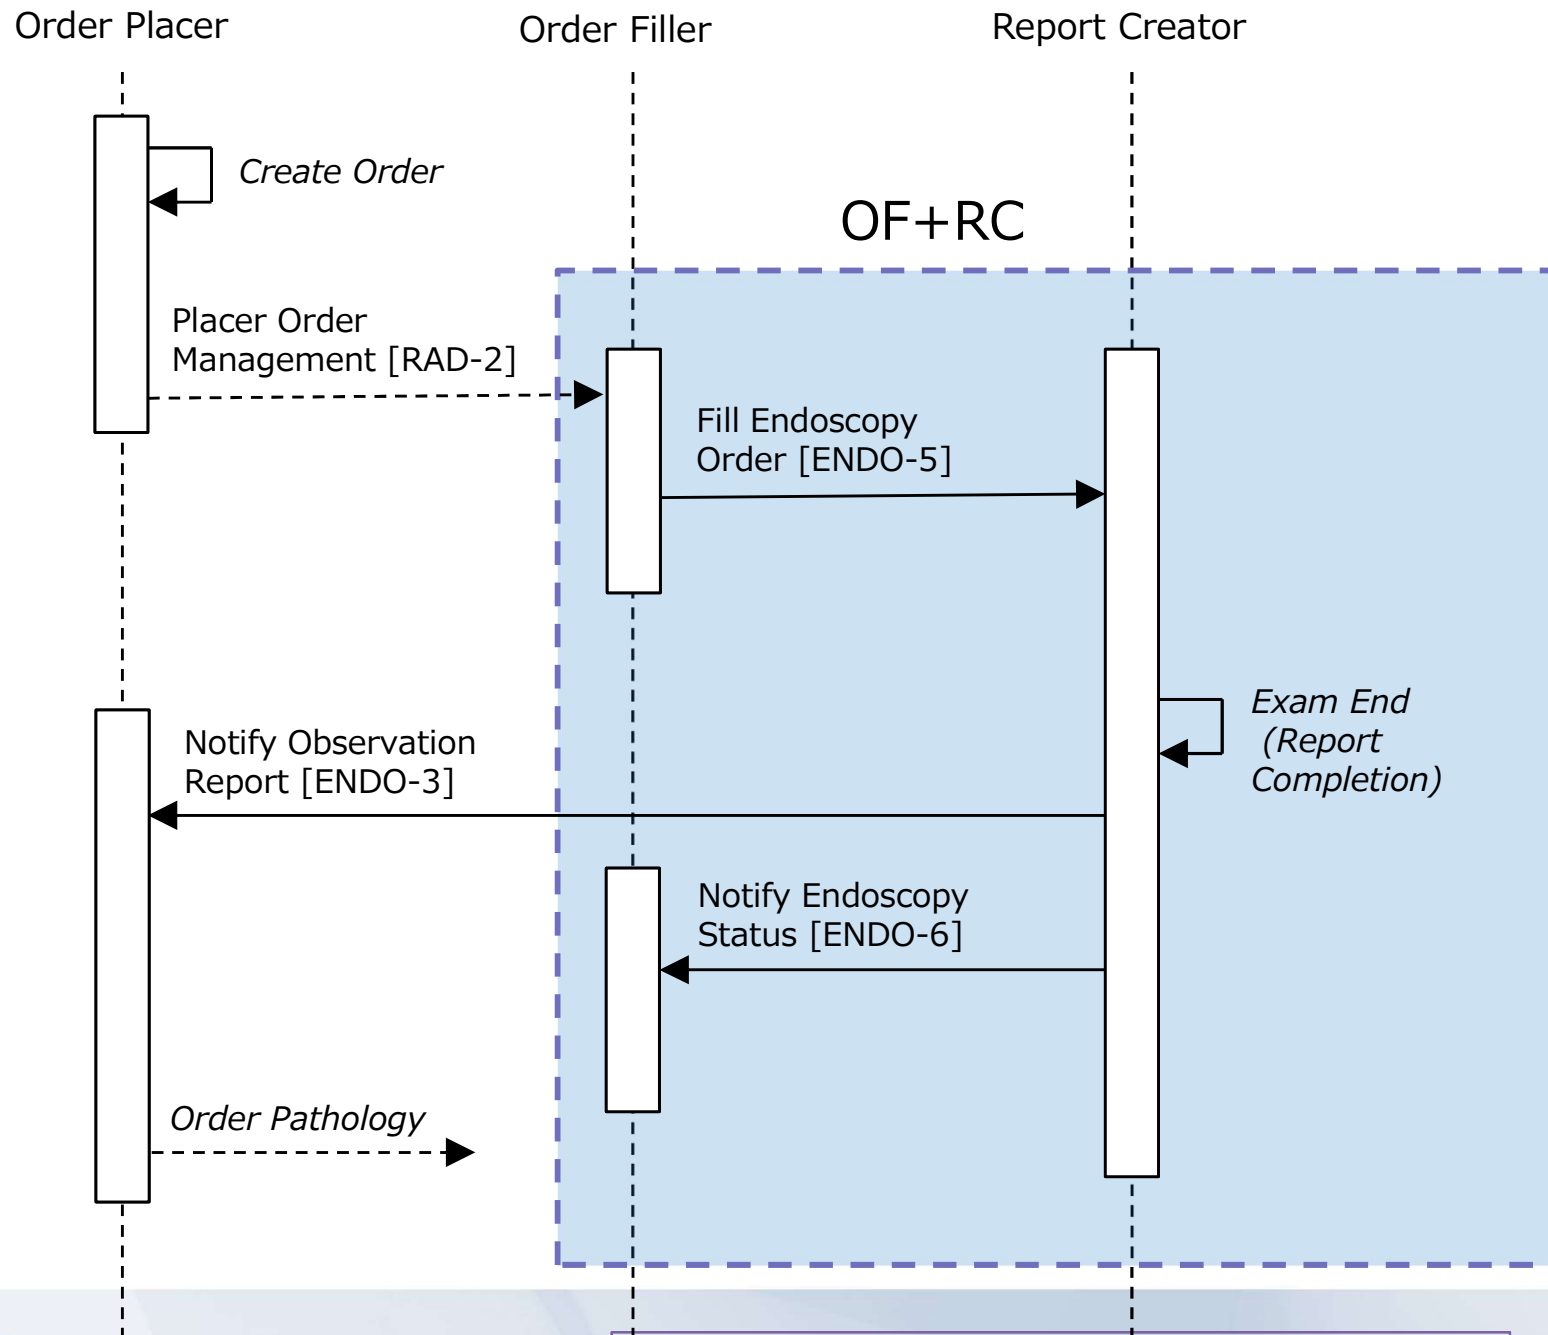 Order Placer
Order Filler
Report Creator
Create Order
OF+RC
Placer Order
Management [RAD-2]
Fill Endoscopy
Order [ENDO-5]
Exam End
(Report
Completion)
Notify Observation
Report [ENDO-3]
Notify Endoscopy
Status [ENDO-6]
Order Pathology